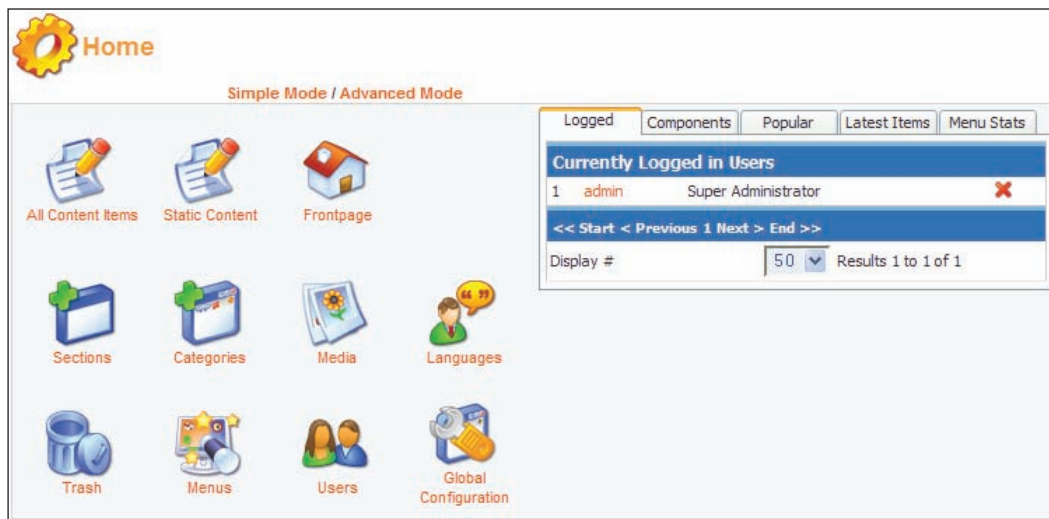 Home
Simple Mode / Advanced Mode
All Content Items
Static Content
Frontpage
Sections
Categories
Media
“ ”
Languages
Trash
Menus
Users
Global
Configuration
Logged
Components
Popular
Latest Items
Menu Stats
Currently Logged in Users
1 admin Super Administrator
<< Start < Previous 1 Next > End >>
Display # 50 Results 1 to 1 of 1